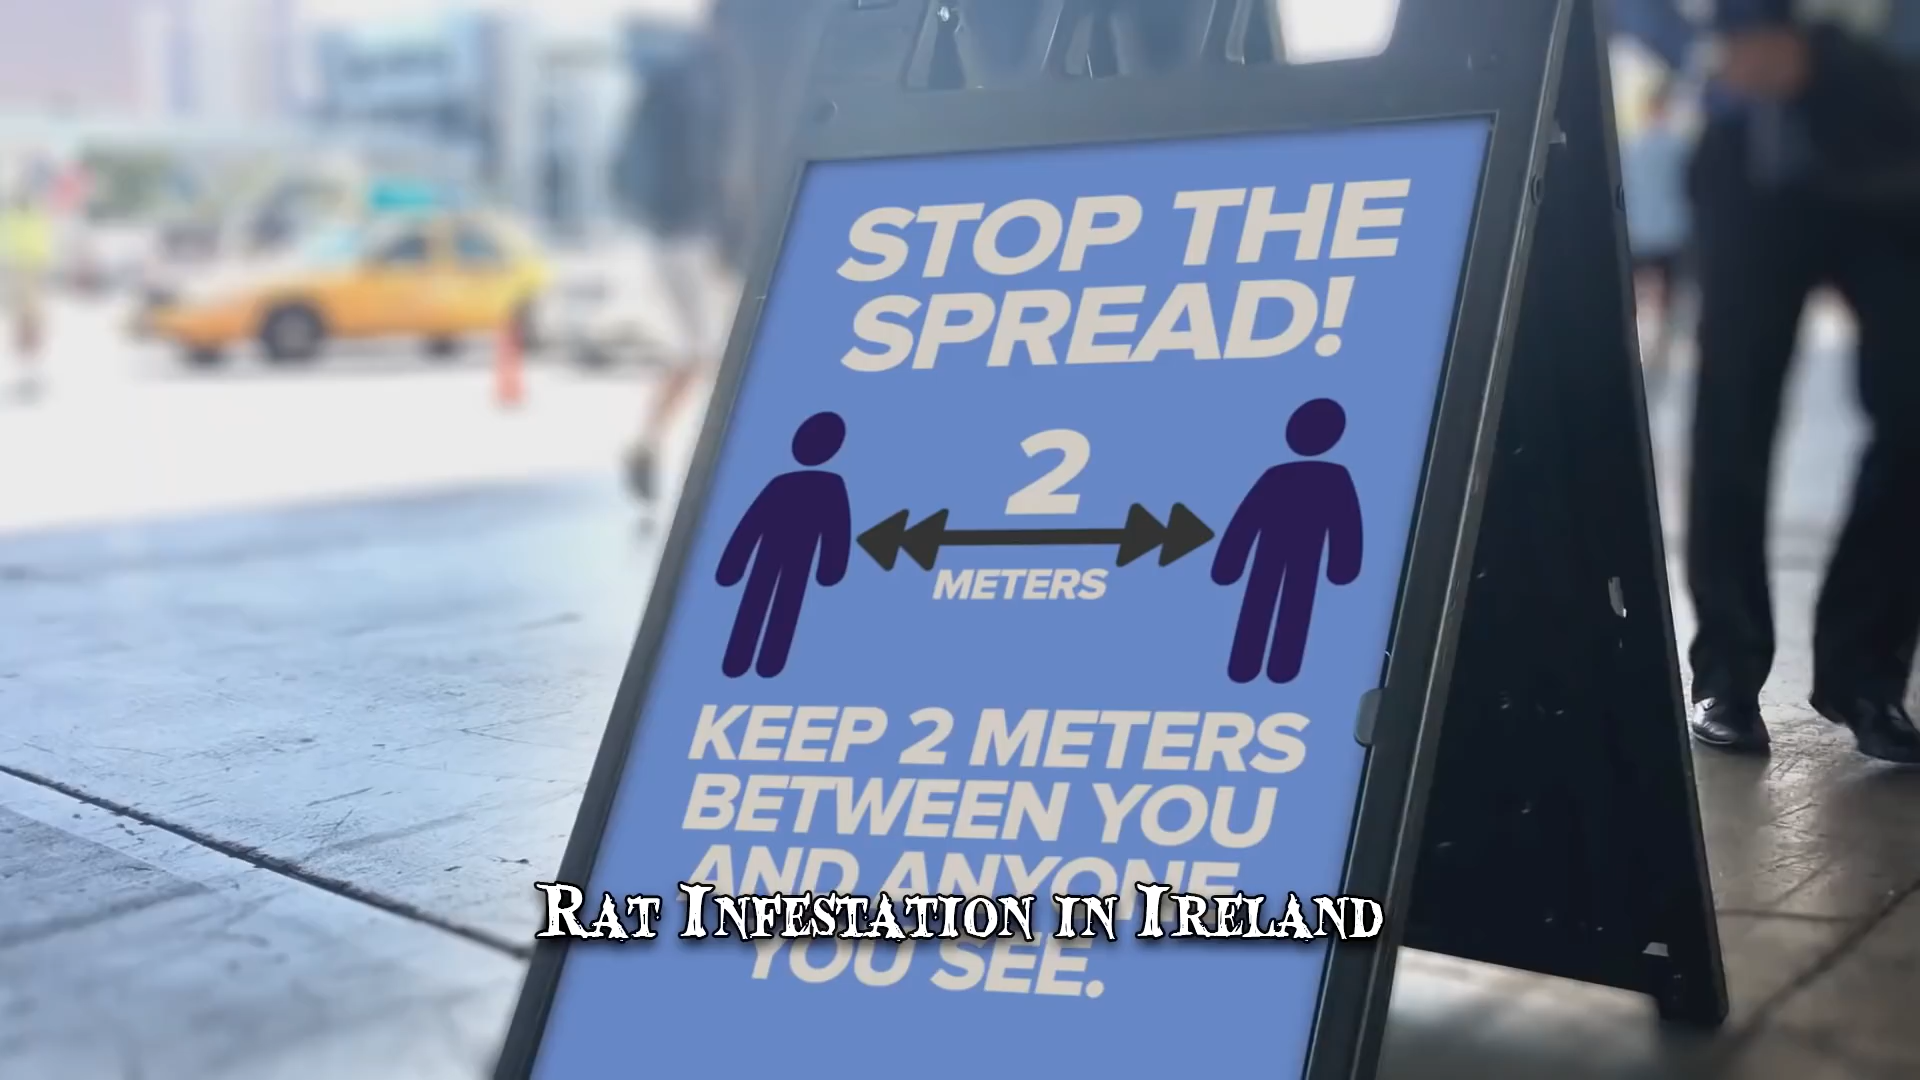 STOP THE
SPREAD!
2
METERS
KEEP 2 METERS
BETWEEN YOU
AND ANYONE
YOU SEE.
Rat Infestation in Ireland